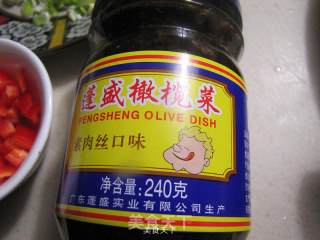 蓬盛橄榄菜
PENGSHENG OLIVE DISH
素肉丝口味
净含量:240克
广东蓬盛实业有限公司生产
美食天下